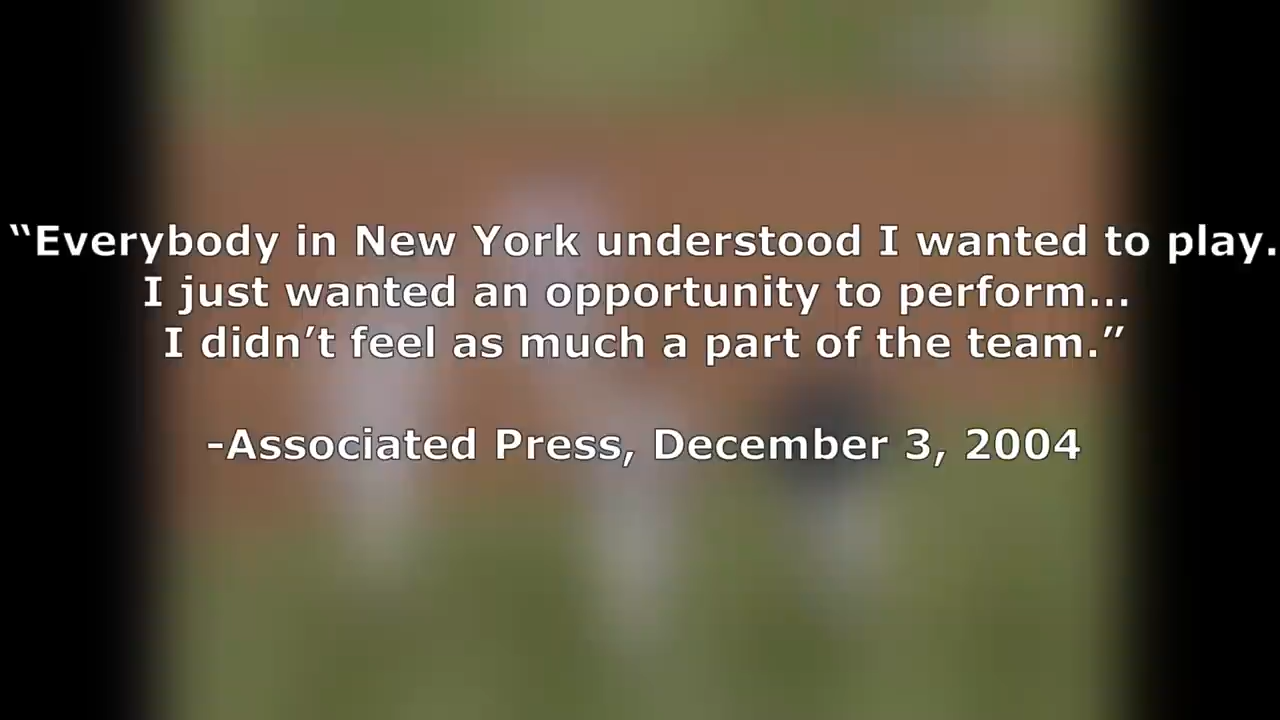 “Everybody in New York understood I wanted to play.
I just wanted an opportunity to perform...
I didn’t feel as much a part of the team.”
-Associated Press, December 3, 2004